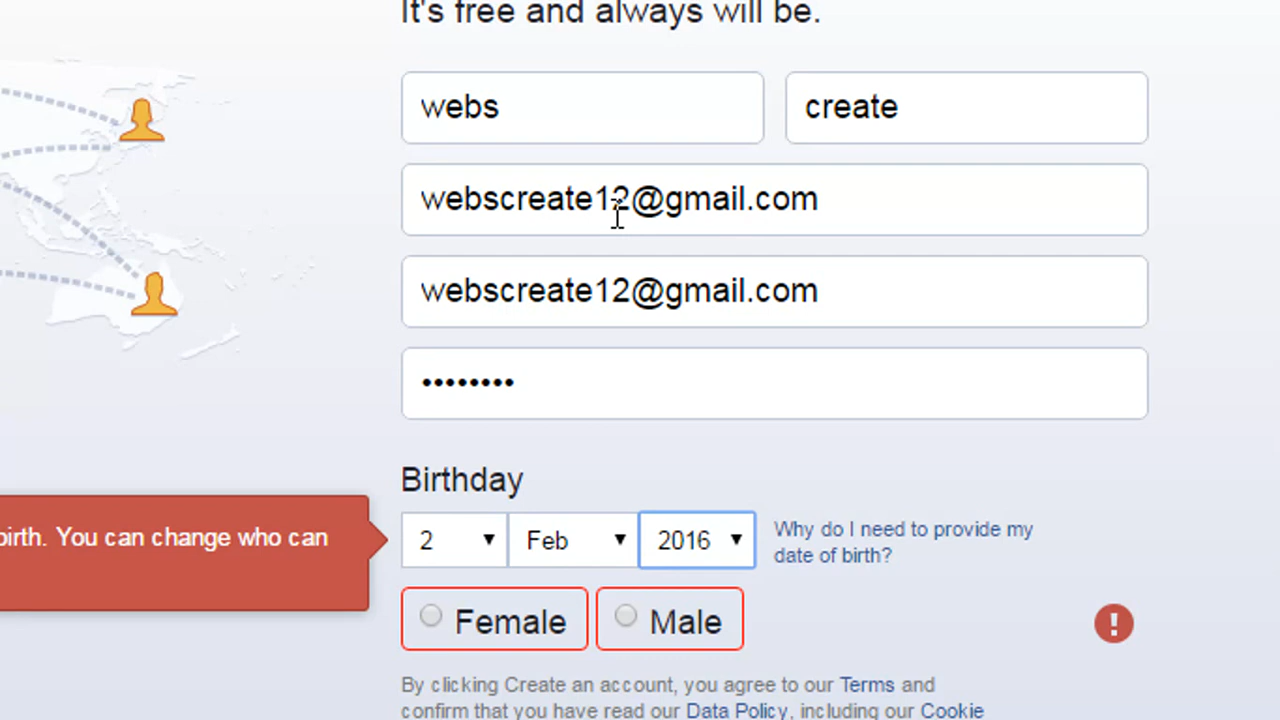 It's free and always will be.
webs create
webscreate12@gmail.com
webscreate12@gmail.com
••••••••
Birthday
birth. You can change who can
2 Feb 2016
Why do I need to provide my
date of birth?
Female Male
By clicking Create an account, you agree to our Terms and
confirm that you have read our Data Policy, including our Cookie